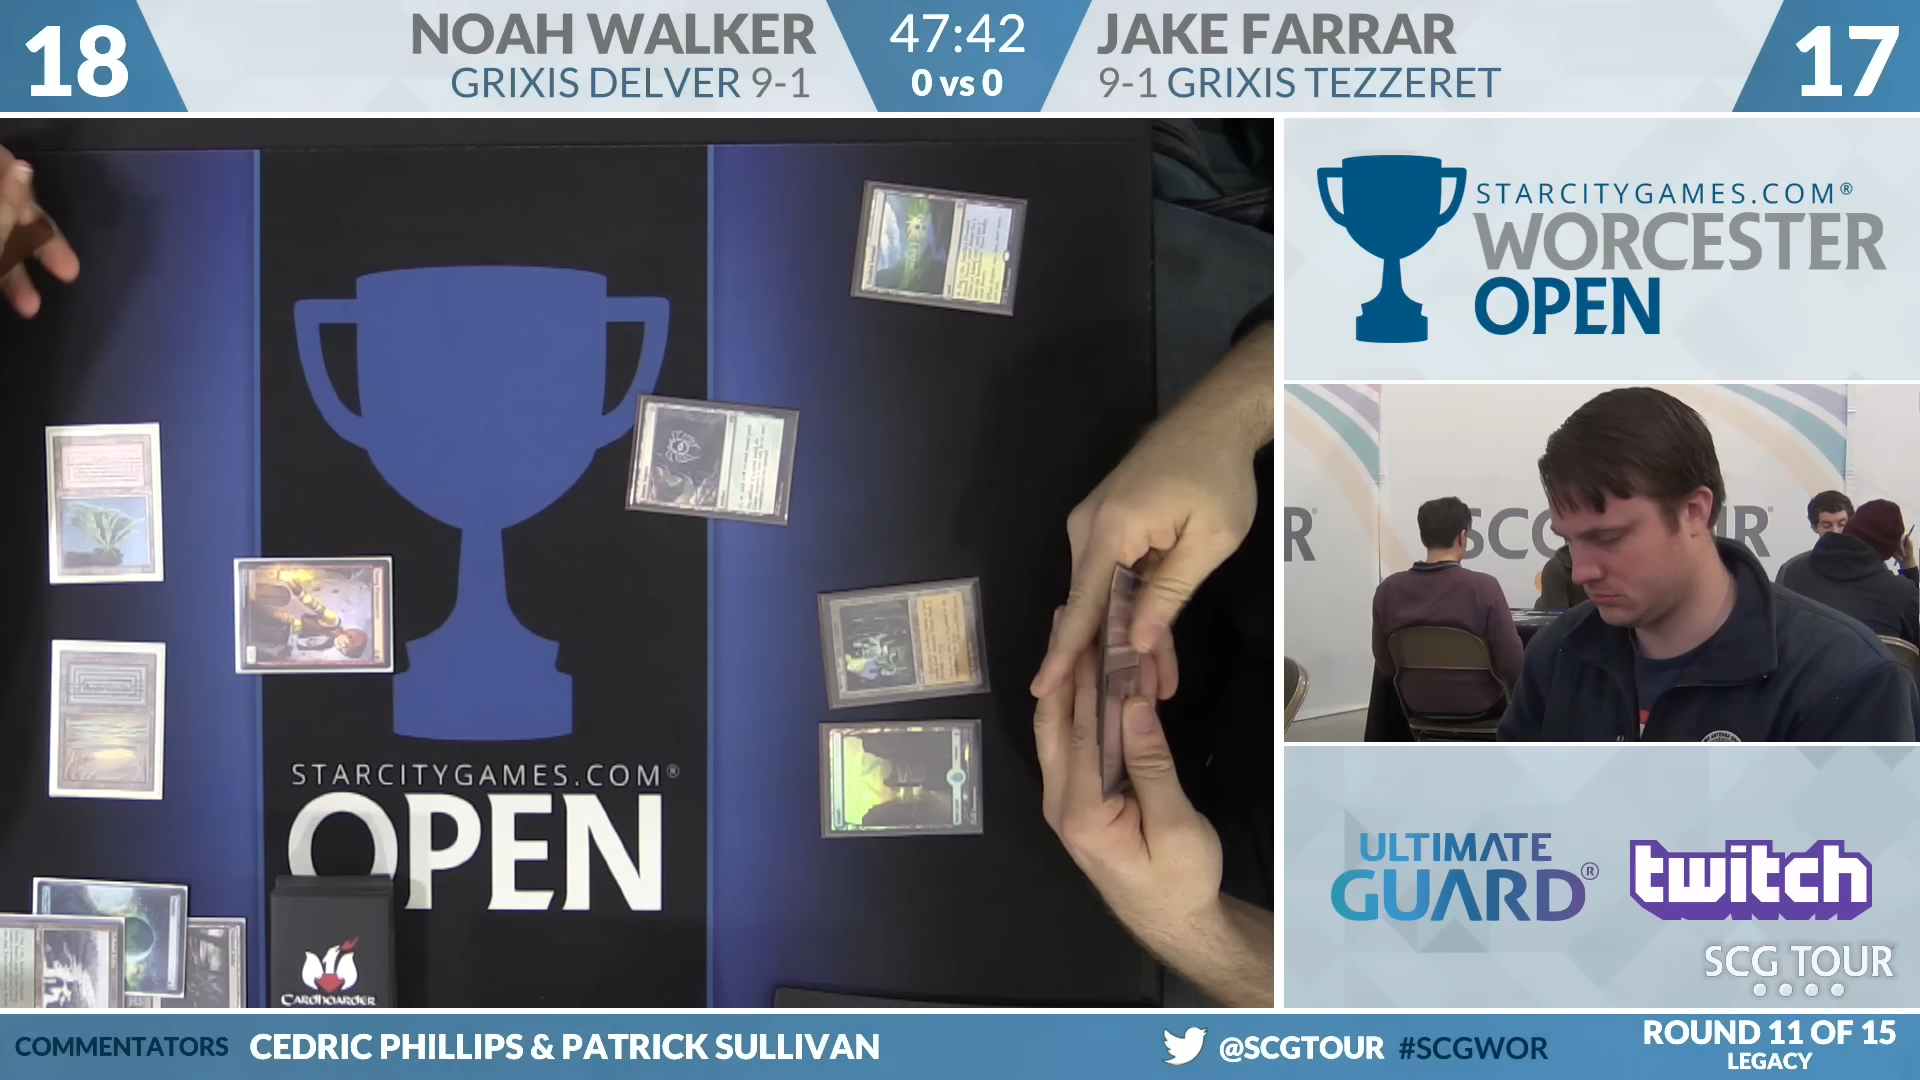 18
NOAH WALKER
GRIXIS DELVER 9-1
47:42
0 vs 0
JAKE FARRAR
9-1 GRIXIS TEZZERET
17
STARCITYGAMES.COM®
WORCESTER
OPEN
STARCITYGAMES.COM®
OPEN
CARDHOARDER
SCG TOUR
R
ULTIMATE
GUARD®
twitch
SCG TOUR
COMMENTATORS CEDRIC PHILLIPS & PATRICK SULLIVAN
@SCGTOUR #SCGWOR
ROUND 11 OF 15
LEGACY